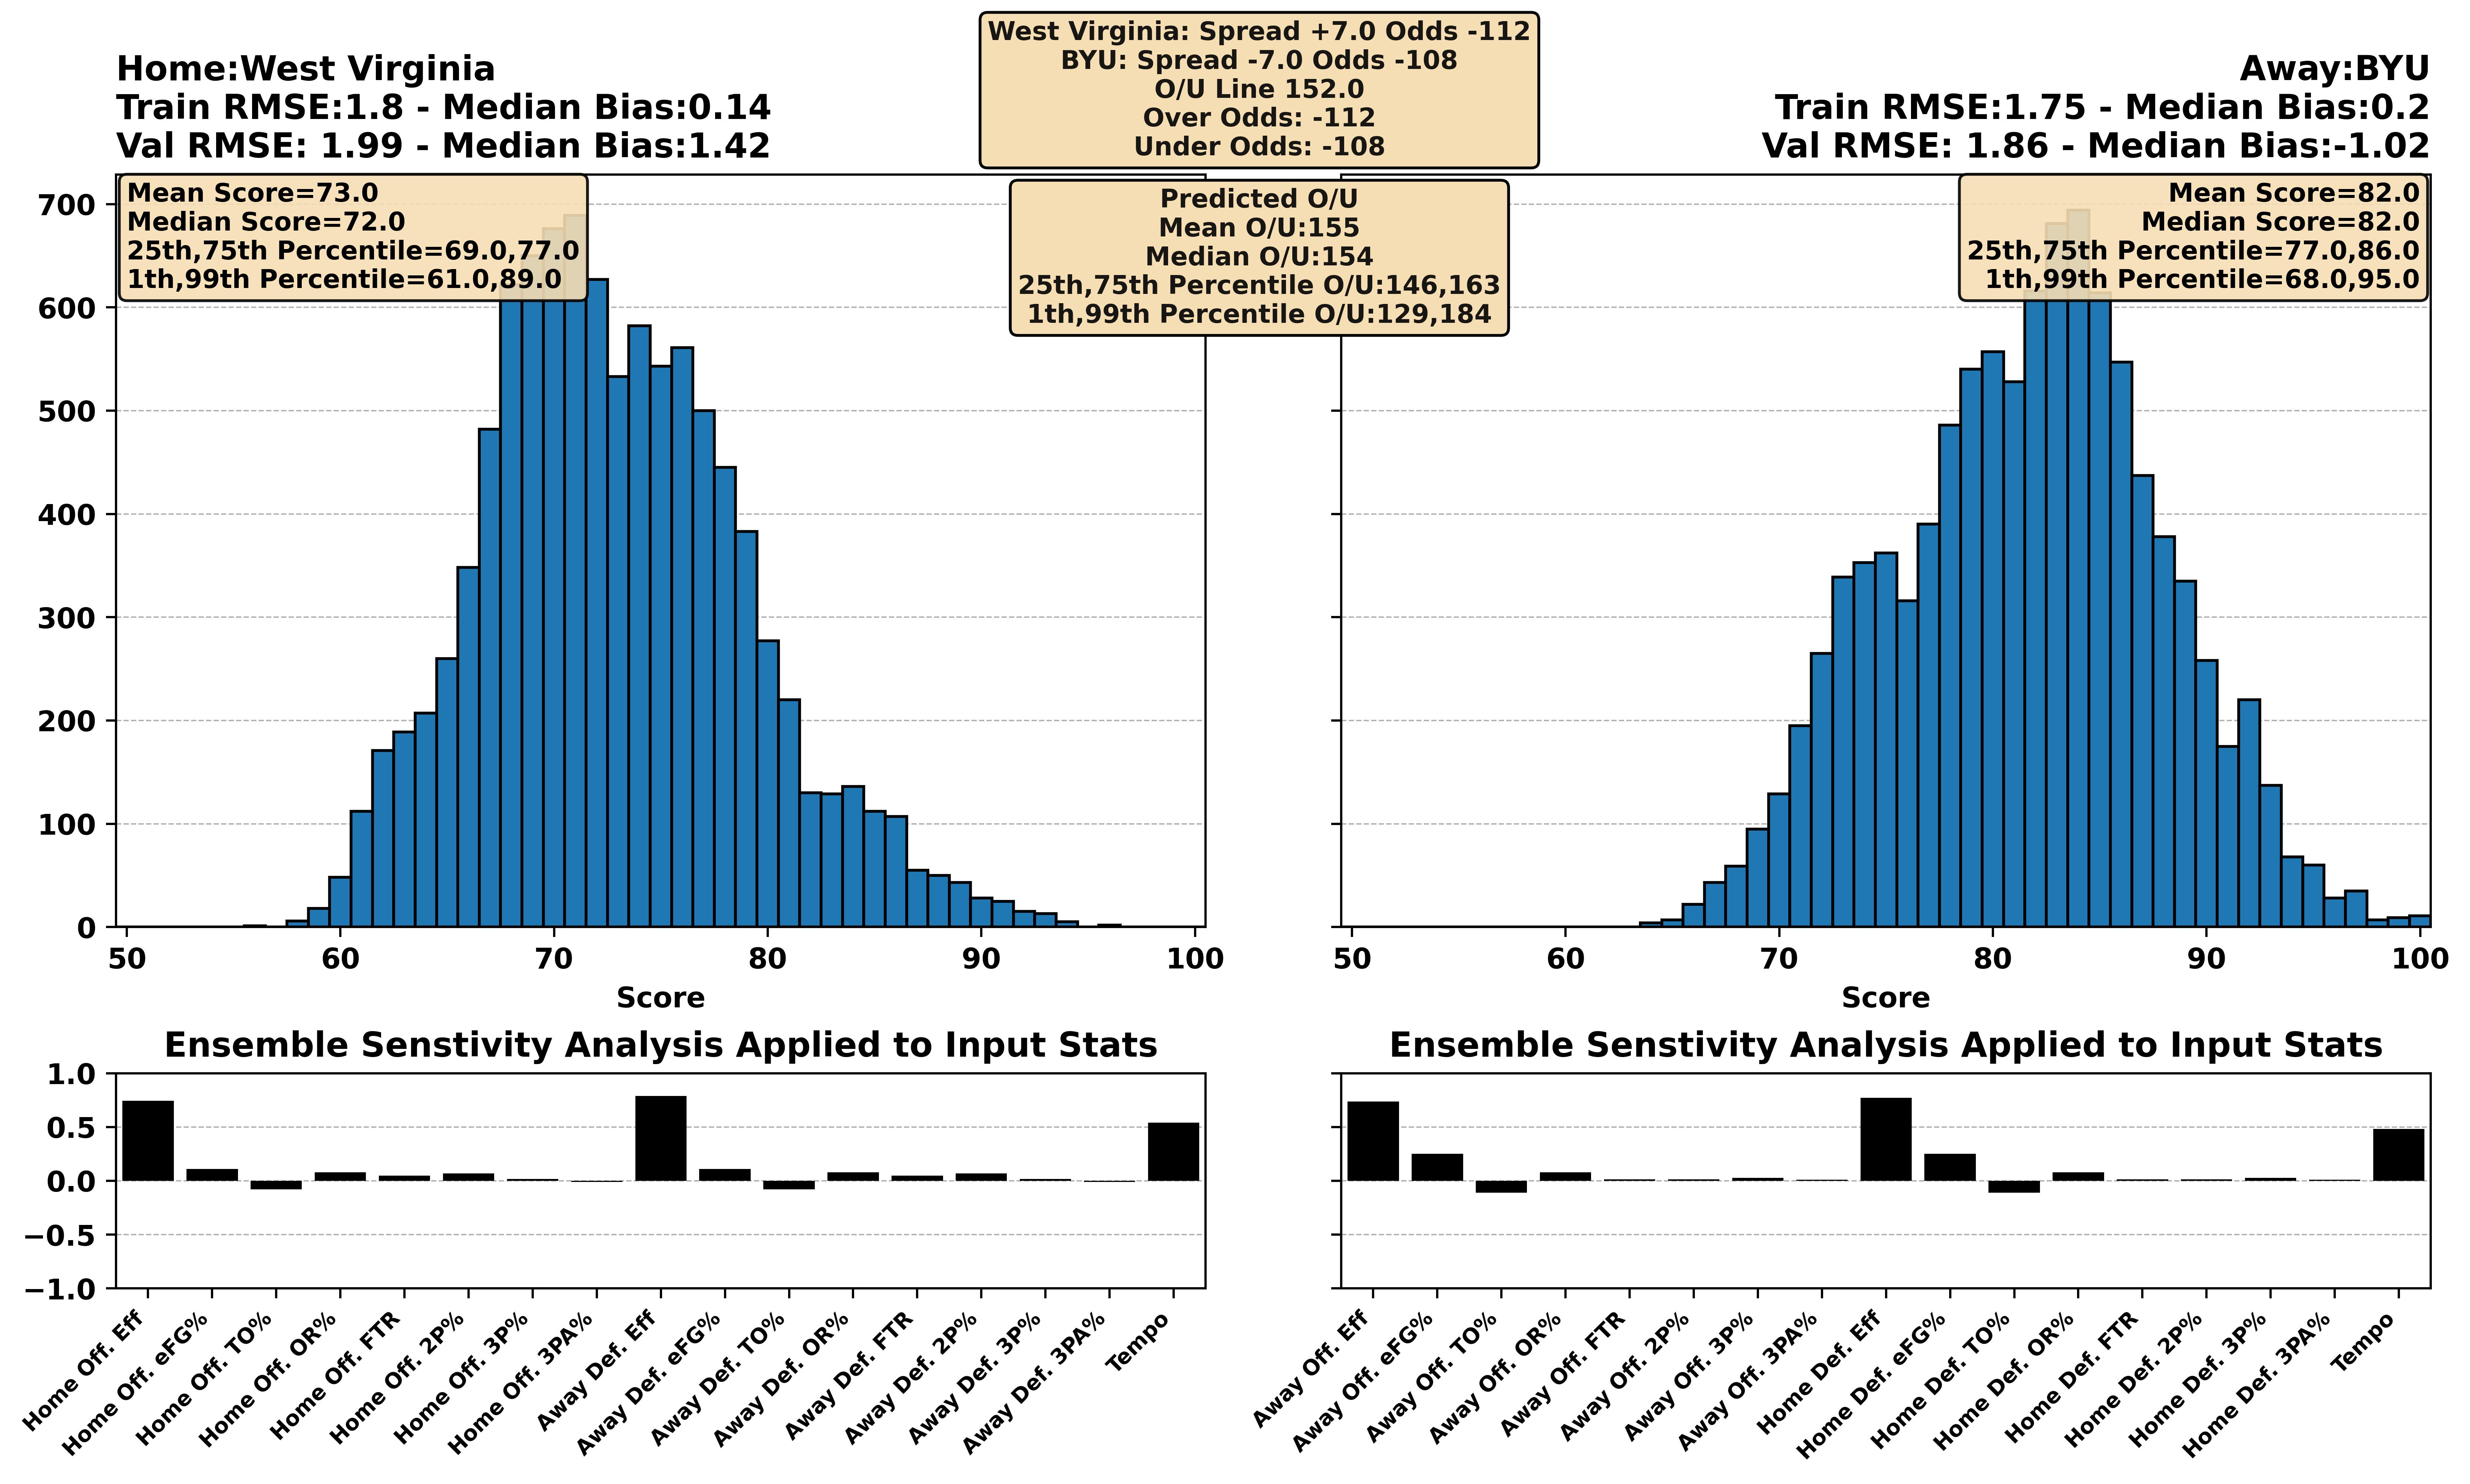 West Virginia: Spread +7.0 Odds -112
BYU: Spread -7.0 Odds -108
O/U Line 152.0
Over Odds: -112
Under Odds: -108
Home:West Virginia
Train RMSE:1.8 - Median Bias:0.14
Val RMSE: 1.99 - Median Bias:1.42
Away:BYU
Train RMSE:1.75 - Median Bias:0.2
Val RMSE: 1.86 - Median Bias:-1.02
Mean Score=73.0
Median Score=72.0
25th,75th Percentile=69.0,77.0
1th,99th Percentile=61.0,89.0
Predicted O/U
Mean O/U:155
Median O/U:154
25th,75th Percentile O/U:146,163
1th,99th Percentile O/U:129,184
Mean Score=82.0
Median Score=82.0
25th,75th Percentile=77.0,86.0
1th,99th Percentile=68.0,95.0
700
600
500
400
300
200
100
0
50 60 70 80 90 100
Score
50 60 70 80 90 100
Score
Ensemble Senstivity Analysis Applied to Input Stats
1.0
0.5
0.0
−0.5
−1.0
Home Off. Eff
Home Off. eFG%
Home Off. TO%
Home Off. OR%
Home Off. FTR
Home Off. 2P%
Home Off. 3P%
Home Off. 3PA%
Away Def. Eff
Away Def. eFG%
Away Def. TO%
Away Def. OR%
Away Def. FTR
Away Def. 2P%
Away Def. 3P%
Away Def. 3PA%
Tempo
Ensemble Senstivity Analysis Applied to Input Stats
Away Off. Eff
Away Off. eFG%
Away Off. TO%
Away Off. OR%
Away Off. FTR
Away Off. 2P%
Away Off. 3P%
Away Off. 3PA%
Home Def. Eff
Home Def. eFG%
Home Def. TO%
Home Def. OR%
Home Def. FTR
Home Def. 2P%
Home Def. 3P%
Home Def. 3PA%
Tempo